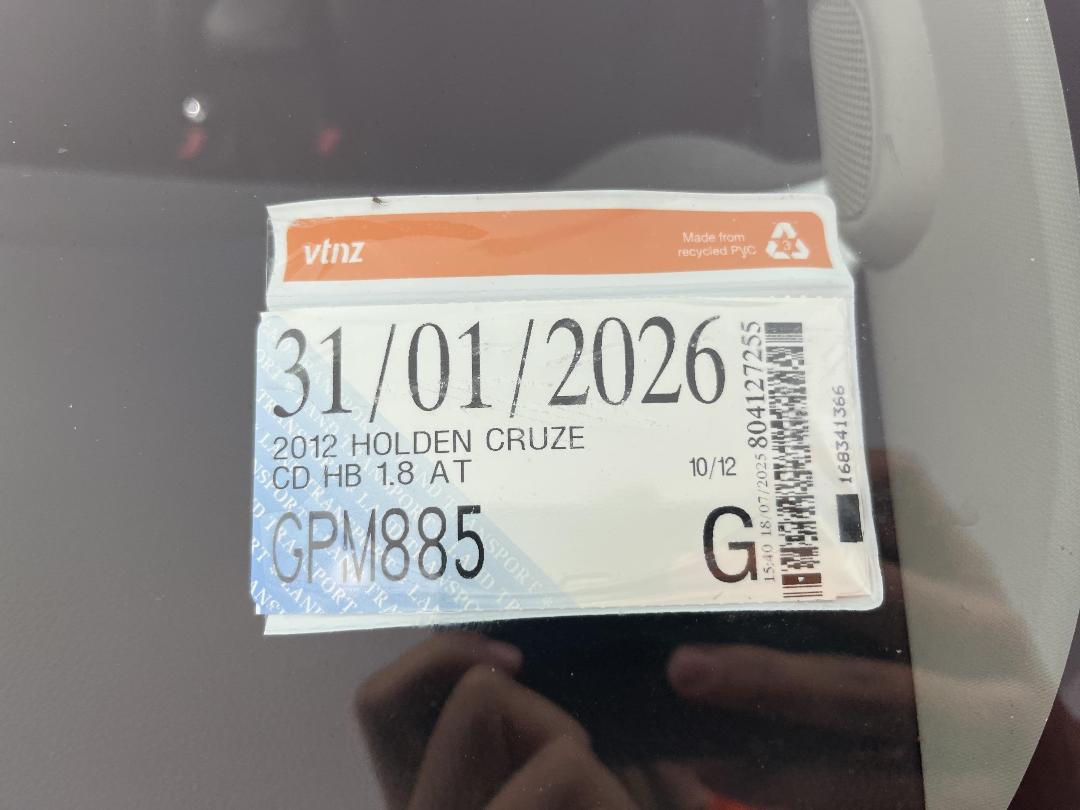 vtnz
Made from
recycled PVC
3
31/01/2026
2012 HOLDEN CRUZE
CD HB 1.8 AT
10/12
GPM885
G
15:40 18/07/2025 804127255
168341366